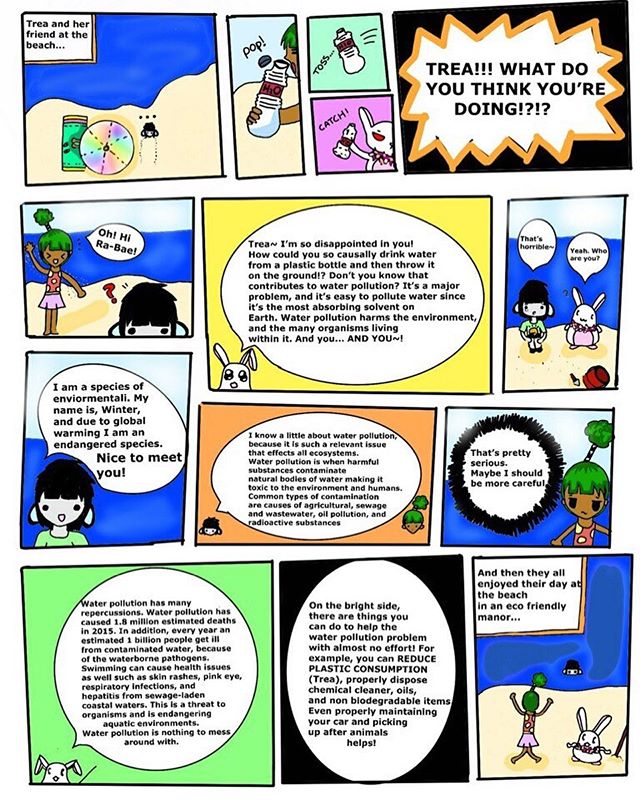 Trea and her
friend at the
beach...
POP!
H2O
TOSS...
H2O
CATCH!
TREA!!! WHAT DO
YOU THINK YOU'RE
DOING!?!?
Oh! Hi
Ra-Bae!
?
Trea~ I'm so disappointed in you!
How could you so causally drink water
from a plastic bottle and then throw it
on the ground!? Don't you know that
contributes to water pollution? It's a major
problem, and it's easy to pollute water since
it's the most absorbing solvent on
Earth. Water pollution harms the environment,
and the many organisms living
within it. And you... AND YOU~!
That's
horrible~
Yeah. Who
are you?
?
I am a species of
enviormentali. My
name is, Winter,
and due to global
warming I am an
endangered species.
Nice to meet
you!
I know a little about water pollution,
because it is such a relevant issue
that effects all ecosystems.
Water pollution is when harmful
substances contaminate
natural bodies of water making it
toxic to the environment and humans.
Common types of contamination
are causes of agricultural, sewage
and wastewater, oil pollution, and
radioactive substances
That's pretty
serious.
Maybe I should
be more careful.
Water pollution has many
repercussions. Water pollution has
caused 1.8 million estimated deaths
in 2015. In addition, every year an
estimated 1 billion people get ill
from contaminated water, because
of the waterborne pathogens.
Swimming can cause health issues
as well such as skin rashes, pink eye,
respiratory infections, and
hepatitis from sewage-laden
coastal waters. This is a threat to
organisms and is endangering
aquatic environments.
Water pollution is nothing to mess
around with.
On the bright side,
there are things you
can do to help the
water pollution problem
with almost no effort! For
example, you can REDUCE
PLASTIC CONSUMPTION
(Trea), properly dispose
chemical cleaner, oils,
and non biodegradable items
Even properly maintaining
your car and picking
up after animals
helps!
And then they all
enjoyed their day at
the beach
in an eco friendly
manor...